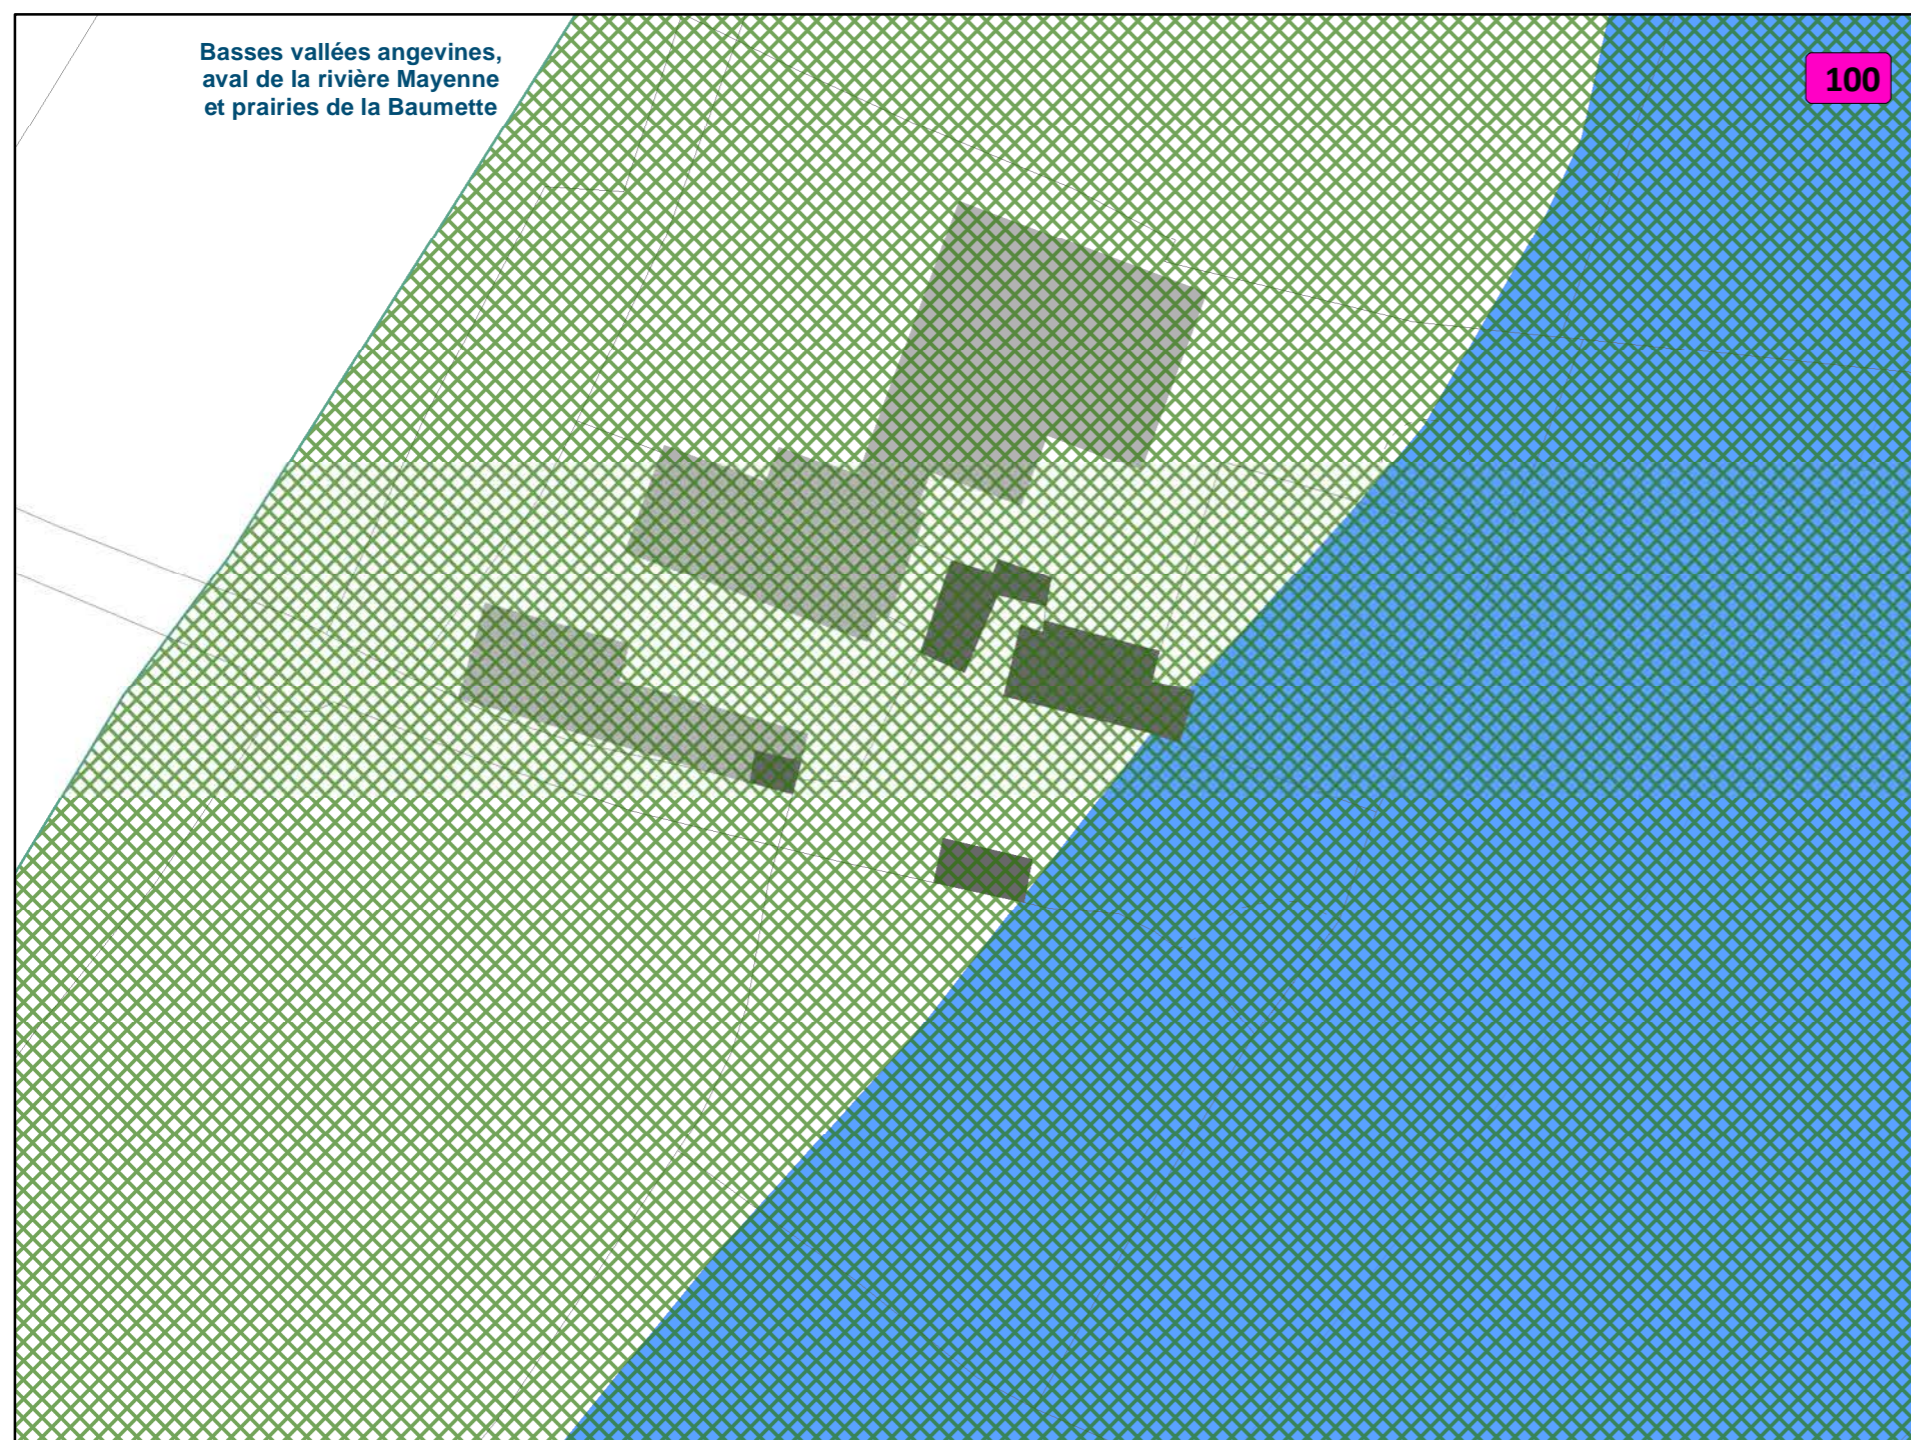 Basses vallées angevines,
aval de la rivière Mayenne
et prairies de la Baumette
100